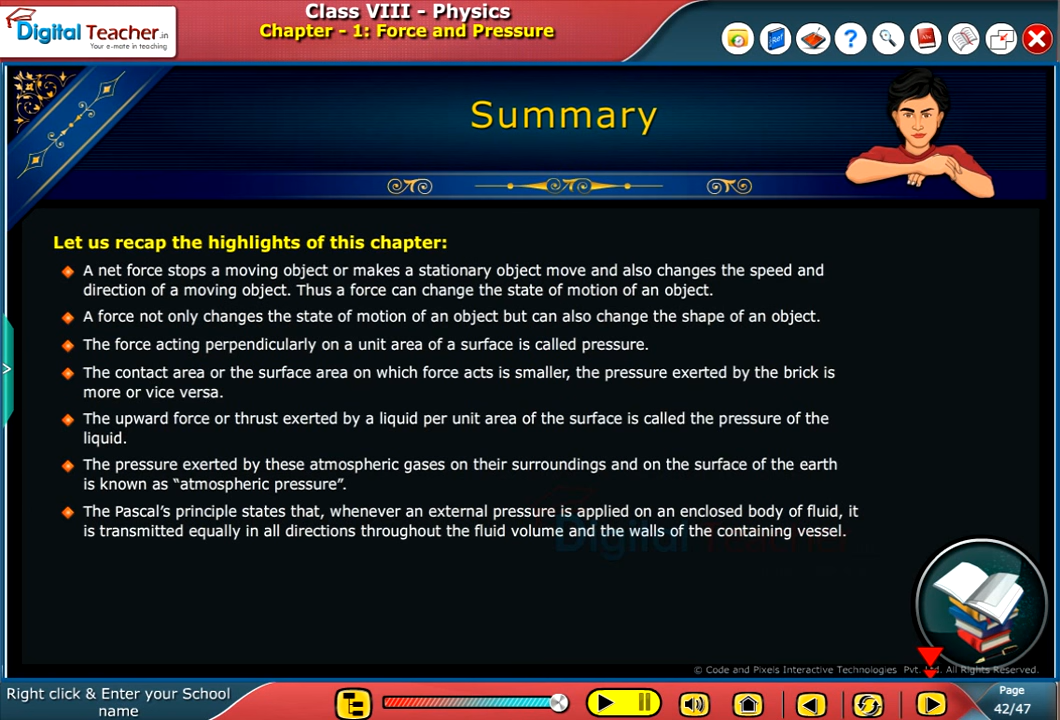 Digital Teacher.in
Your e-mate in teaching
Class VIII - Physics
Chapter - 1: Force and Pressure
Ref
?
Abc
Summary
Let us recap the highlights of this chapter:
A net force stops a moving object or makes a stationary object move and also changes the speed and
direction of a moving object. Thus a force can change the state of motion of an object.
A force not only changes the state of motion of an object but can also change the shape of an object.
The force acting perpendicularly on a unit area of a surface is called pressure.
The contact area or the surface area on which force acts is smaller, the pressure exerted by the brick is
more or vice versa.
The upward force or thrust exerted by a liquid per unit area of the surface is called the pressure of the
liquid.
The pressure exerted by these atmospheric gases on their surroundings and on the surface of the earth
is known as “atmospheric pressure”.
The Pascal’s principle states that, whenever an external pressure is applied on an enclosed body of fluid, it
is transmitted equally in all directions throughout the fluid volume and the walls of the containing vessel.
Digital Teacher
© Code and Pixels Interactive Technologies Pvt. Ltd. All Rights Reserved.
Right click & Enter your School
name
Page
42/47